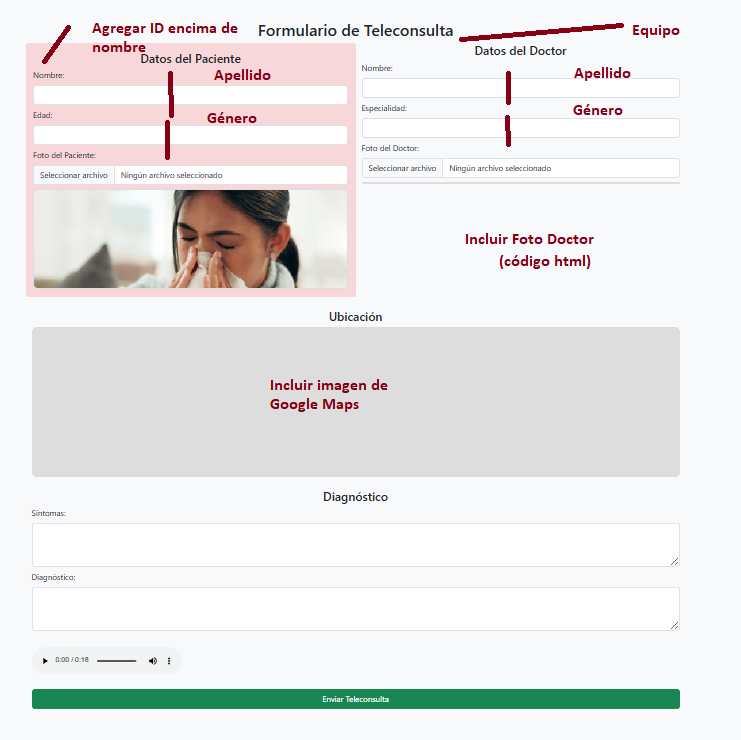 Agregar ID encima de
nombre
Formulario de Teleconsulta
Equipo
Datos del Paciente
Nombre:
Apellido
Edad:
Género
Foto del Paciente:
Seleccionar archivo Ningún archivo seleccionado
Datos del Doctor
Nombre:
Apellido
Especialidad:
Género
Foto del Doctor:
Seleccionar archivo Ningún archivo seleccionado
Incluir Foto Doctor
(código html)
Ubicación
Incluir imagen de
Google Maps
Diagnóstico
Síntomas:
Diagnóstico:
0:00 / 0:18
Enviar Teleconsulta